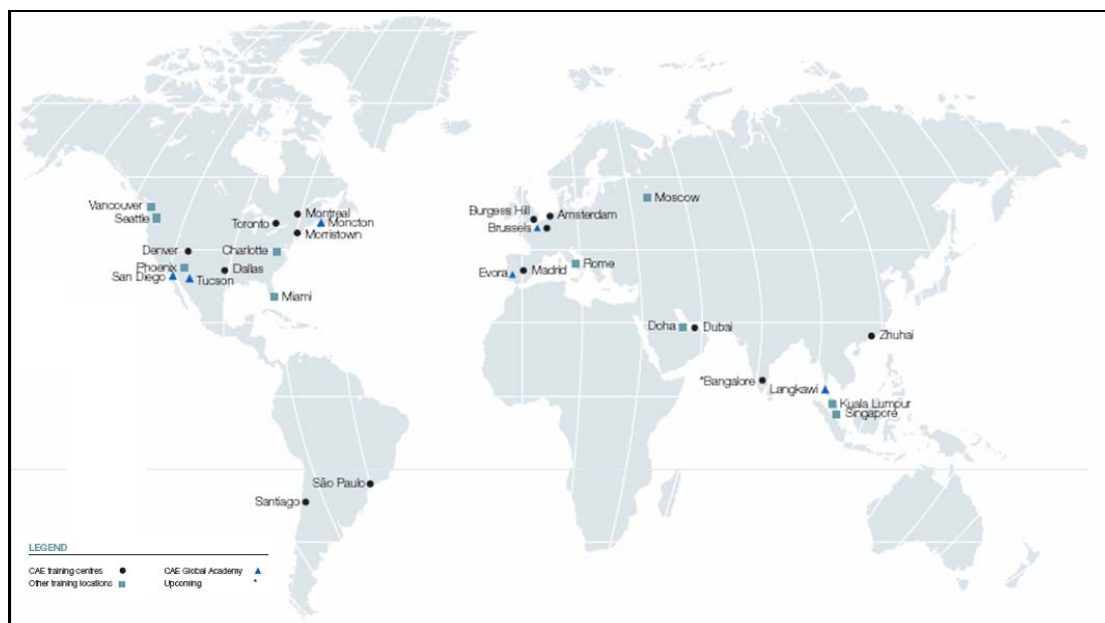 Vancouver
Seattle
Montreal
Toronto
Moncton
Morristown
Denver
Charlotte
Phoenix
Dallas
San Diego
Tucson
Miami
Moscow
Burgess Hill
Amsterdam
Brussels
Rome
Evora
Madrid
Doha
Dubai
Zhuhai
*Bangalore
Langkawi
Kuala Lumpur
Singapore
São Paulo
Santiago
LEGEND
CAE training centres
CAE Global Academy
Other training locations
Upcoming *